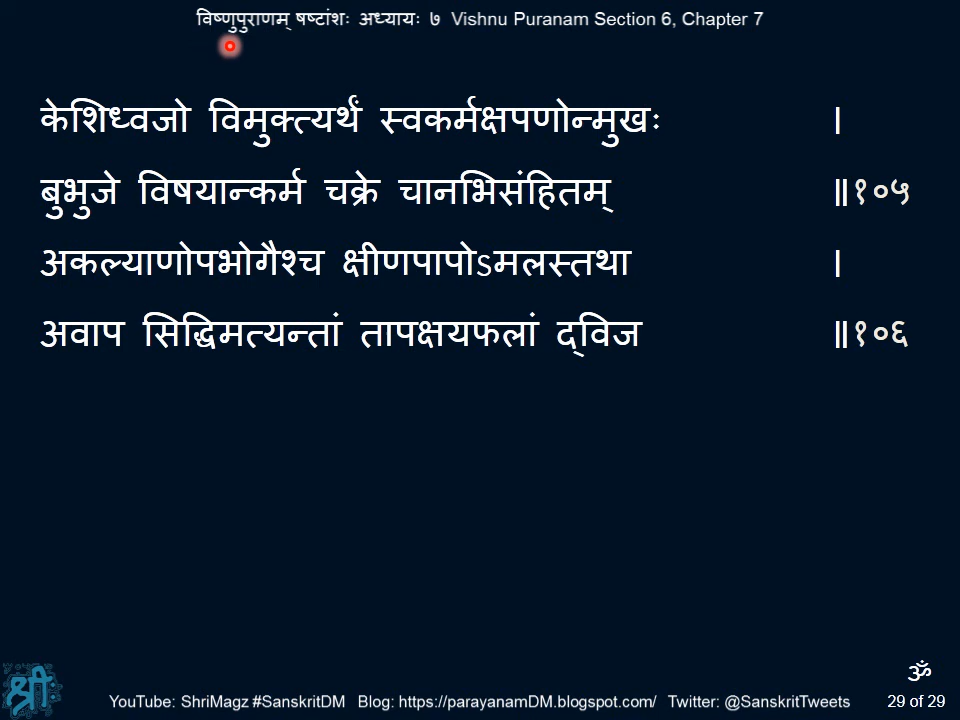 विष्णुपुराणम् षष्टांशः अध्यायः ७ Vishnu Puranam Section 6, Chapter 7
केशिध्वजो विमुक्त्यर्थं स्वकर्मक्षपणोन्मुखः ।
बुभुजे विषयान्कर्म चक्रे चानभिसंहितम् ॥१०५
अकल्याणोपभोगैश्च क्षीणपापोऽमलस्तथा ।
अवाप सिद्धिमत्यन्तां तापक्षयफलां द्विज ॥१०६
ॐ
श्रीः
YouTube: ShriMagz #SanskritDM Blog: https://parayanamDM.blogspot.com/ Twitter: @SanskritTweets 29 of 29